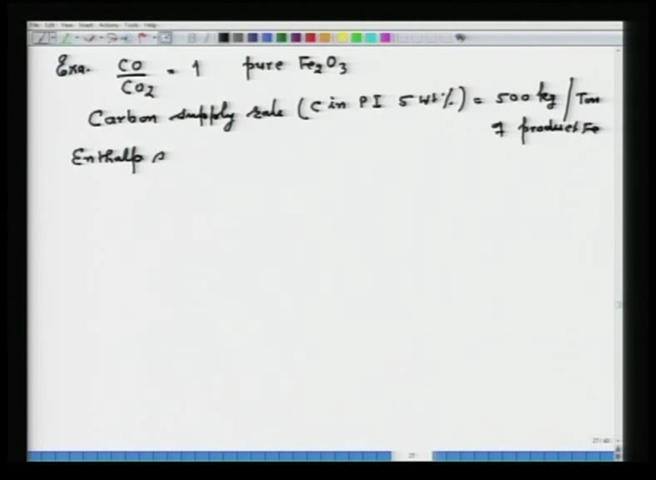 Exa. CO/CO2 = 1 pure Fe2O3
Carbon supply rate (C in PI 5 wt%) = 500 kg / Ton
of product Fe
Enthalp